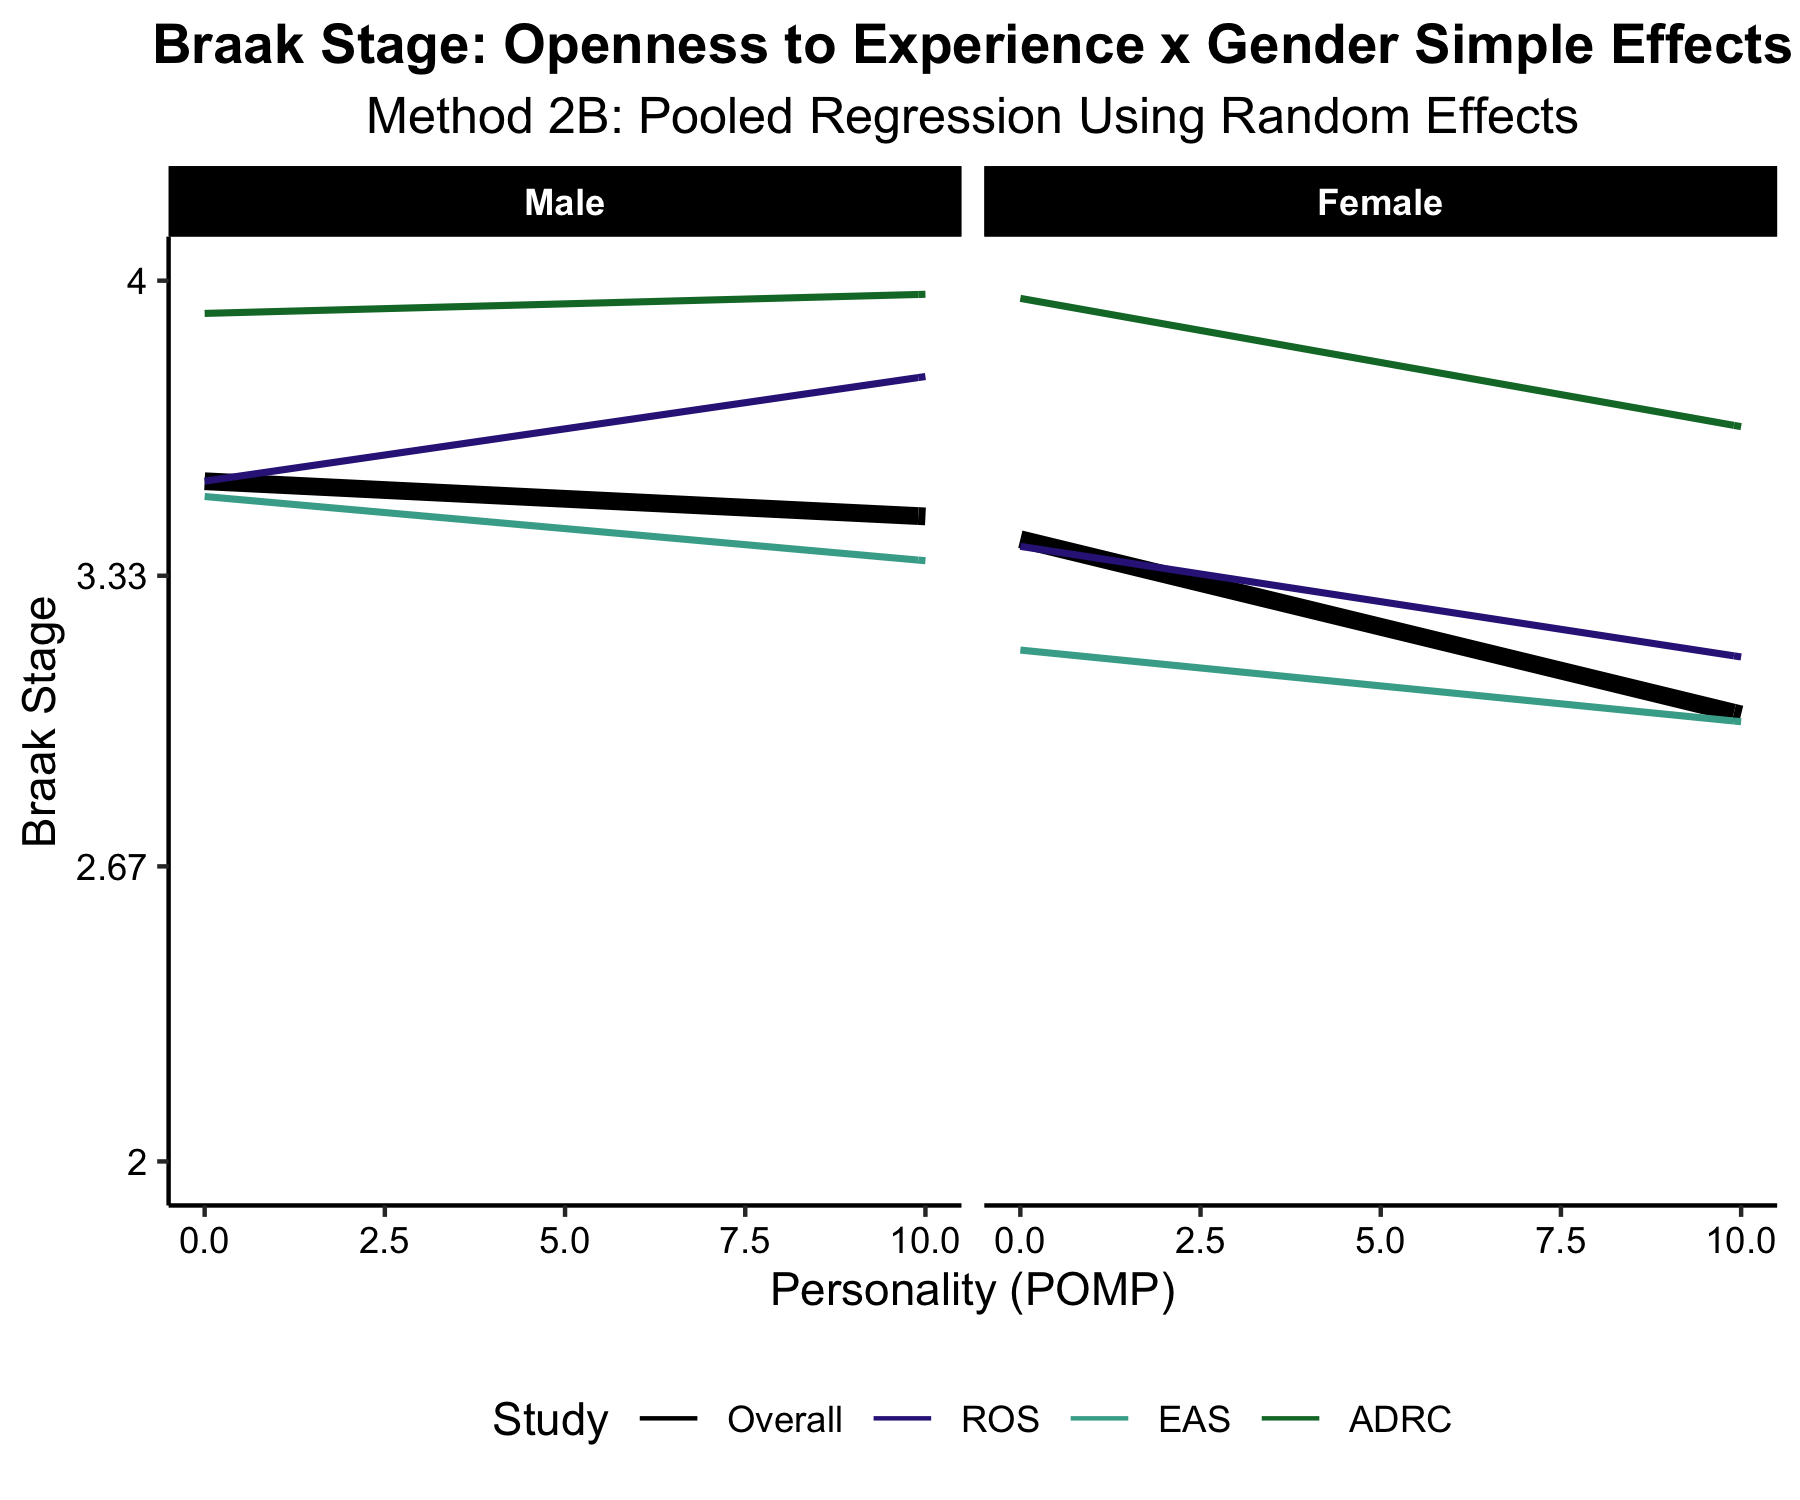 Braak Stage: Openness to Experience x Gender Simple Effects
Method 2B: Pooled Regression Using Random Effects
Male
Female
4
3.33
2.67
2
Braak Stage
0.0 2.5 5.0 7.5 10.0
0.0 2.5 5.0 7.5 10.0
Personality (POMP)
Study Overall ROS EAS ADRC